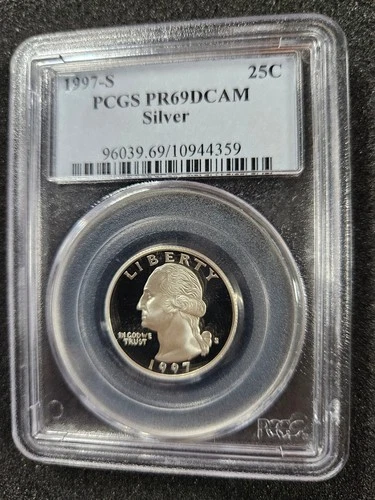 1997-S 25C
PCGS PR69DCAM
Silver
96039.69/10944359
LIBERTY
IN GOD WE
TRUST
S
1997
PCGS